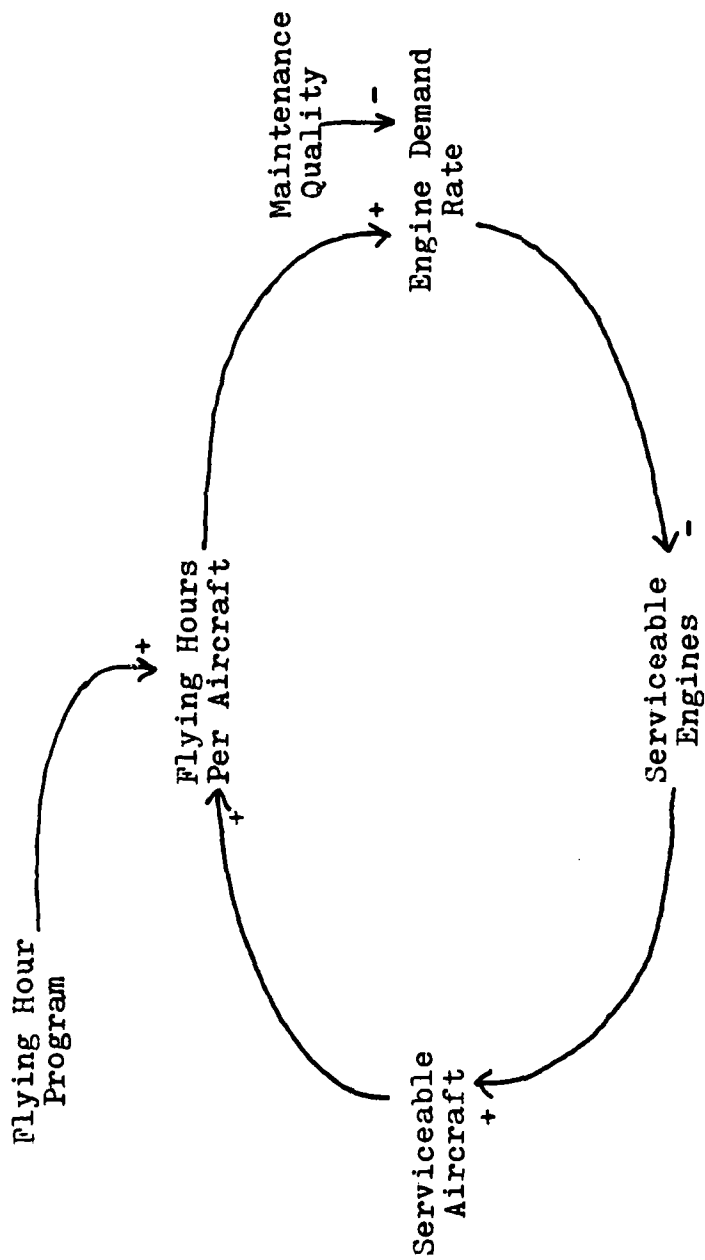 Flying Hour
Program
+
Flying Hours
Per Aircraft
+
Maintenance
Quality
-
+
Engine Demand
Rate
-
Serviceable
Engines
Serviceable
Aircraft
+